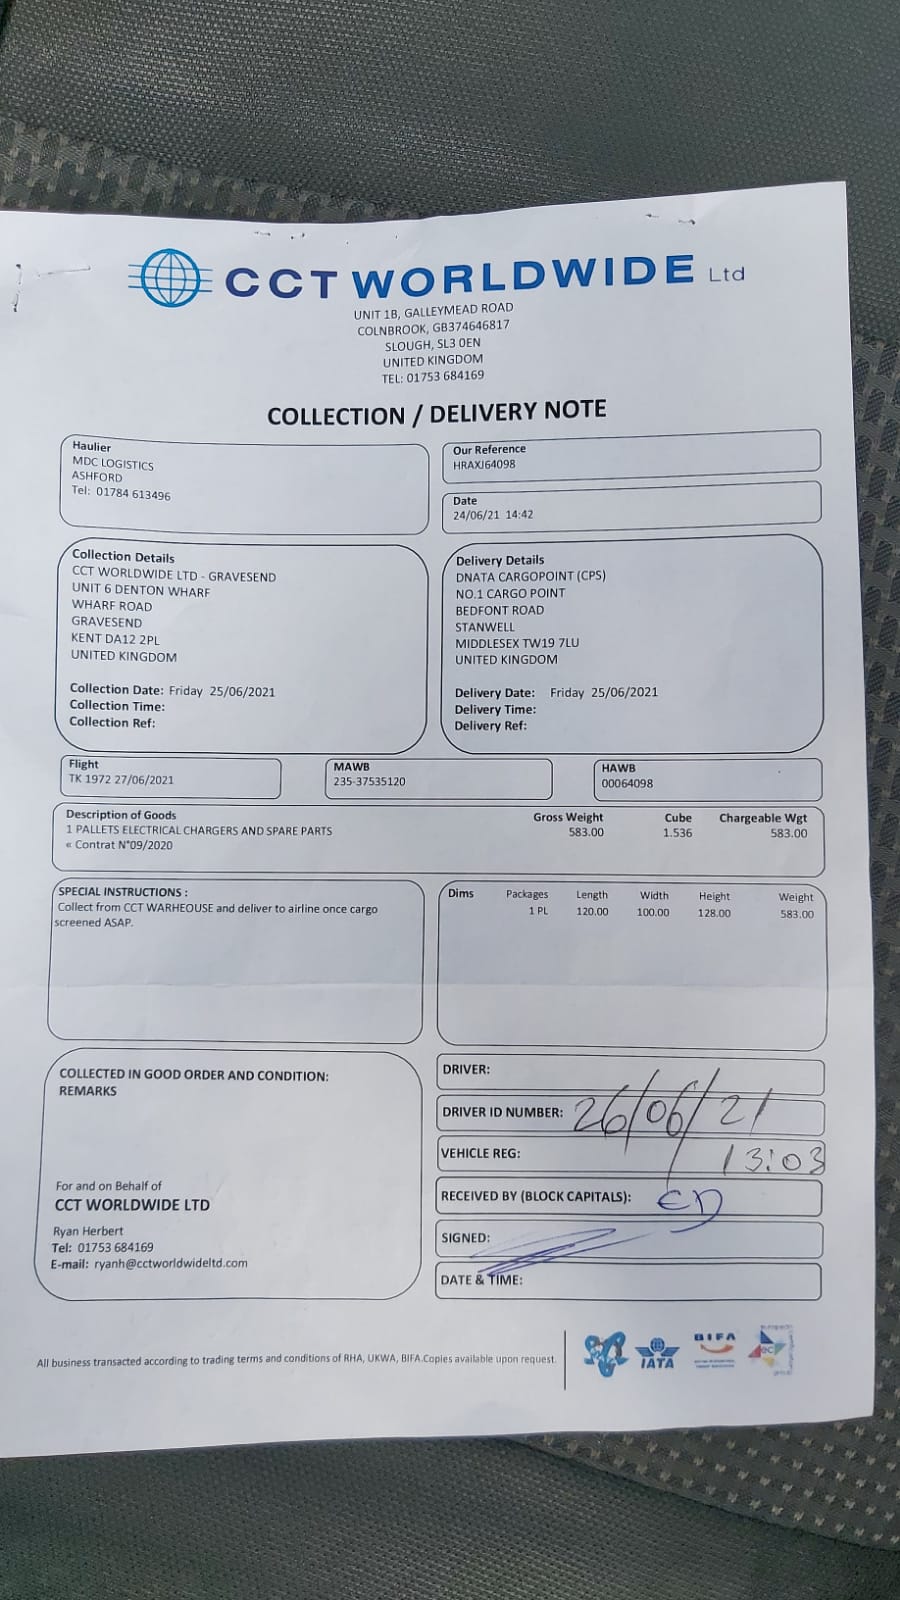 CCT WORLDWIDE Ltd
UNIT 1B, GALLEYMEAD ROAD
COLNBROOK, GB374646817
SLOUGH, SL3 0EN
UNITED KINGDOM
TEL: 01753 684169
COLLECTION / DELIVERY NOTE
Haulier
MDC LOGISTICS
ASHFORD
Tel: 01784 613496
Our Reference
HRAXJ64098
Date
24/06/21 14:42
Collection Details
CCT WORLDWIDE LTD - GRAVESEND
UNIT 6 DENTON WHARF
WHARF ROAD
GRAVESEND
KENT DA12 2PL
UNITED KINGDOM
Collection Date: Friday 25/06/2021
Collection Time:
Collection Ref:
Delivery Details
DNATA CARGOPOINT (CPS)
NO.1 CARGO POINT
BEDFONT ROAD
STANWELL
MIDDLESEX TW19 7LU
UNITED KINGDOM
Delivery Date: Friday 25/06/2021
Delivery Time:
Delivery Ref:
Flight
TK 1972 27/06/2021
MAWB
235-37535120
HAWB
00064098
Description of Goods Gross Weight Cube Chargeable Wgt
1 PALLETS ELECTRICAL CHARGERS AND SPARE PARTS 583.00 1.536 583.00
« Contrat N°09/2020
SPECIAL INSTRUCTIONS :
Collect from CCT WARHEOUSE and deliver to airline once cargo
screened ASAP.
Dims Packages Length Width Height Weight
1 PL 120.00 100.00 128.00 583.00
COLLECTED IN GOOD ORDER AND CONDITION:
REMARKS
For and on Behalf of
CCT WORLDWIDE LTD
Ryan Herbert
Tel: 01753 684169
E-mail: ryanh@cctworldwideltd.com
DRIVER:
DRIVER ID NUMBER: 26/06/21
VEHICLE REG: 13:03
RECEIVED BY (BLOCK CAPITALS): ED
SIGNED:
DATE & TIME:
All business transacted according to trading terms and conditions of RHA, UKWA, BIFA.Copies available upon request.
IATA
BIFA
ec